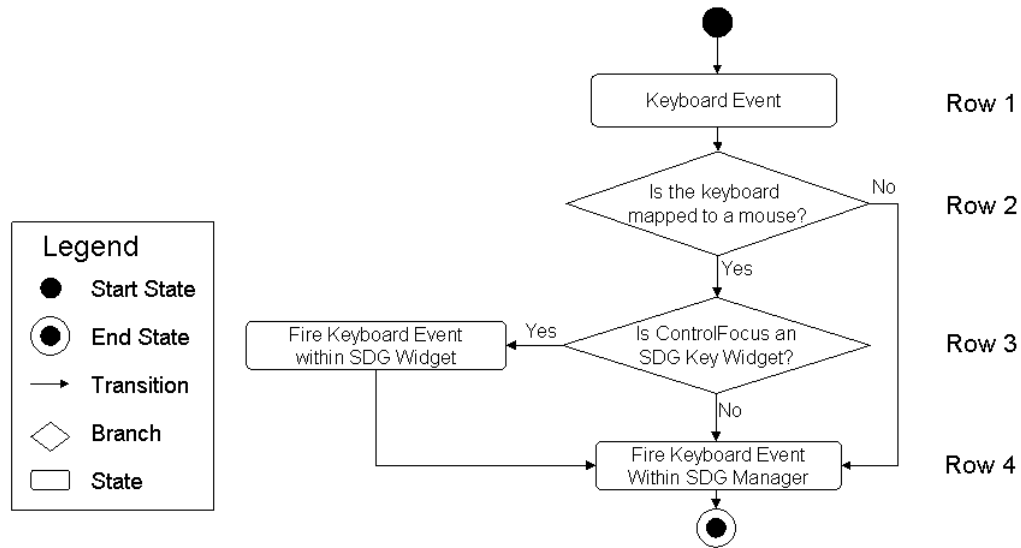 Keyboard Event
Row 1
Is the keyboard
mapped to a mouse?
No
Row 2
Yes
Legend
Start State
End State
Transition
Branch
State
Fire Keyboard Event
within SDG Widget
Yes
Is ControlFocus an
SDG Key Widget?
Row 3
No
Fire Keyboard Event
Within SDG Manager
Row 4